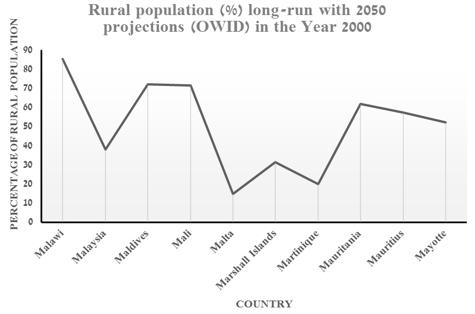 Rural population (%) long-run with 2050
projections (OWID) in the Year 2000
PERCENTAGE OF RURAL POPULATION
90
80
70
60
50
40
30
20
10
0
Malawi
Malaysia
Maldives
Mali
Malta
Marshall Islands
Martinique
Mauritania
Mauritius
Mayotte
COUNTRY